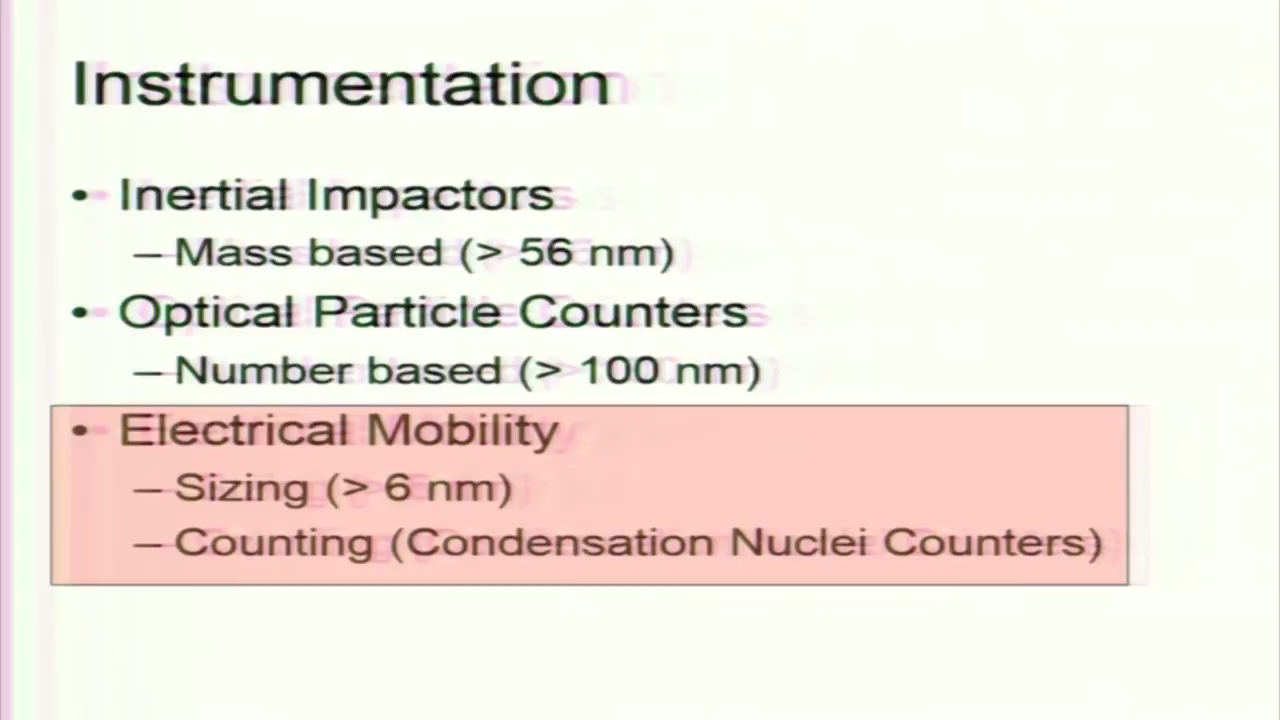 Instrumentation
• Inertial Impactors
– Mass based (> 56 nm)
• Optical Particle Counters
– Number based (> 100 nm)
• Electrical Mobility
– Sizing (> 6 nm)
– Counting (Condensation Nuclei Counters)